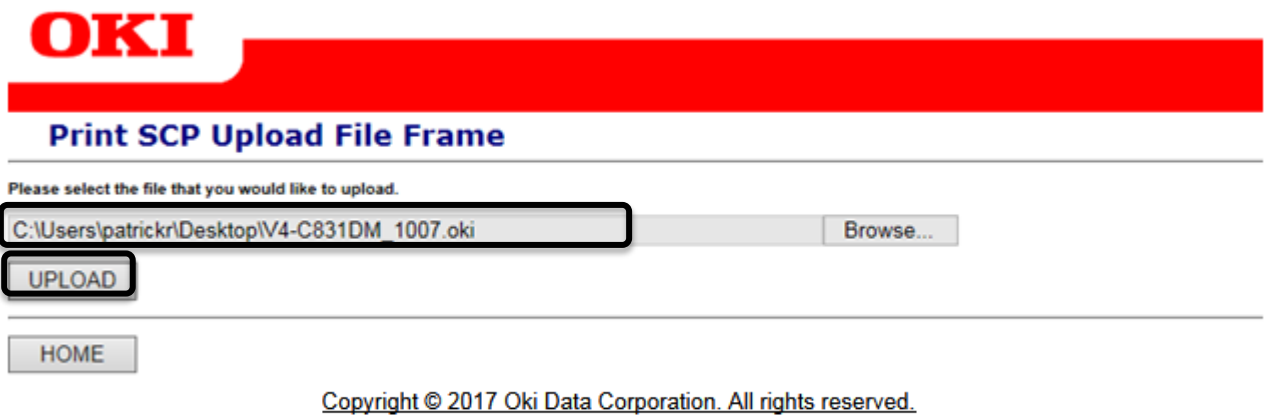 OKI
Print SCP Upload File Frame
Please select the file that you would like to upload.
C:\Users\patrickr\Desktop\V4-C831DM_1007.oki Browse...
UPLOAD
HOME
Copyright © 2017 Oki Data Corporation. All rights reserved.